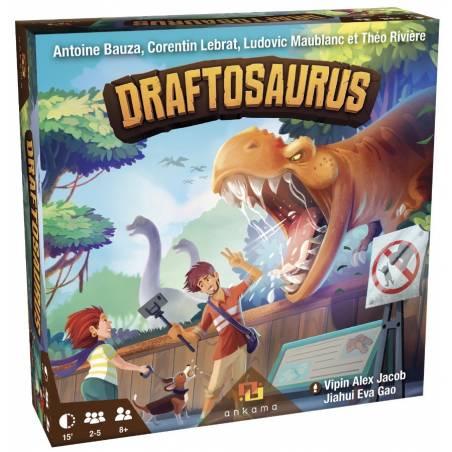 Antoine Bauza, Corentin Lebrat, Ludovic Maublanc et Théo Rivière
DRAFTOSAURUS
DRAFTOSAURUS
Vipin Alex Jacob
Jiahui Eva Gao
ankama
15'
2-5
8+